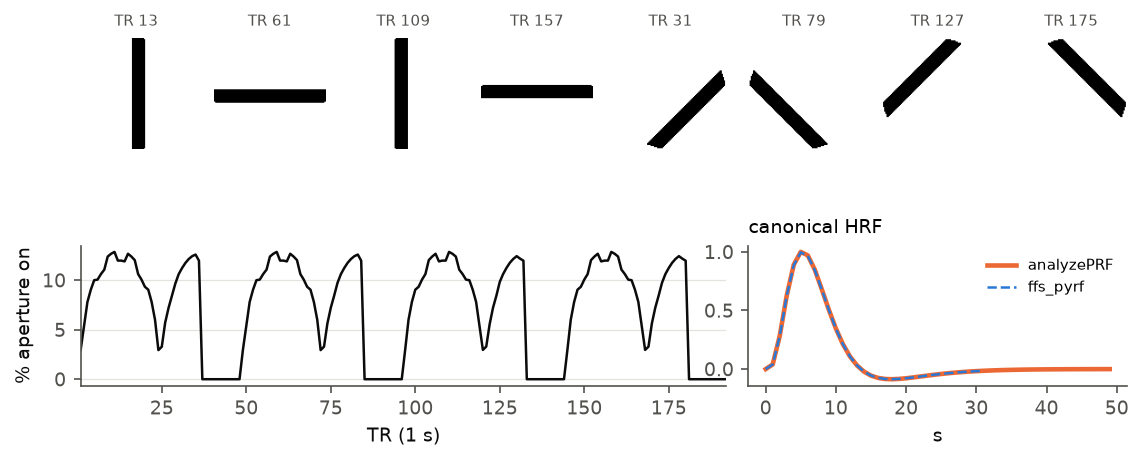 TR 13 TR 61 TR 109 TR 157 TR 31 TR 79 TR 127 TR 175
canonical HRF
% aperture on
10
5
0
25 50 75 100 125 150 175
TR (1 s)
1.0
0.5
0.0
analyzePRF
ffs_pyrf
0 10 20 30 40 50
s